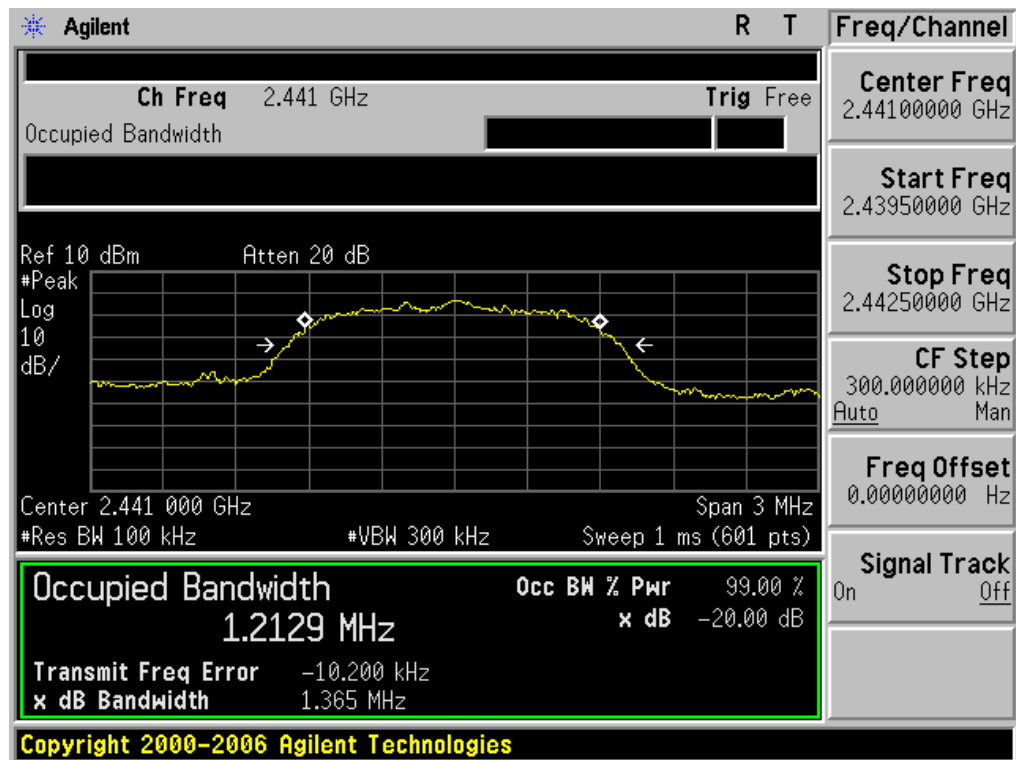 Agilent R T
Ch Freq 2.441 GHz Trig Free
Occupied Bandwidth
Ref 10 dBm Atten 20 dB
#Peak
Log
10
dB/
Center 2.441 000 GHz Span 3 MHz
#Res BW 100 kHz #VBW 300 kHz Sweep 1 ms (601 pts)
Occupied Bandwidth
1.2129 MHz
Occ BW % Pwr 99.00 %
x dB -20.00 dB
Transmit Freq Error -10.200 kHz
x dB Bandwidth 1.365 MHz
Copyright 2000-2006 Agilent Technologies
Freq/Channel
Center Freq
2.44100000 GHz
Start Freq
2.43950000 GHz
Stop Freq
2.44250000 GHz
CF Step
300.000000 kHz
Auto Man
Freq Offset
0.00000000 Hz
Signal Track
On Off